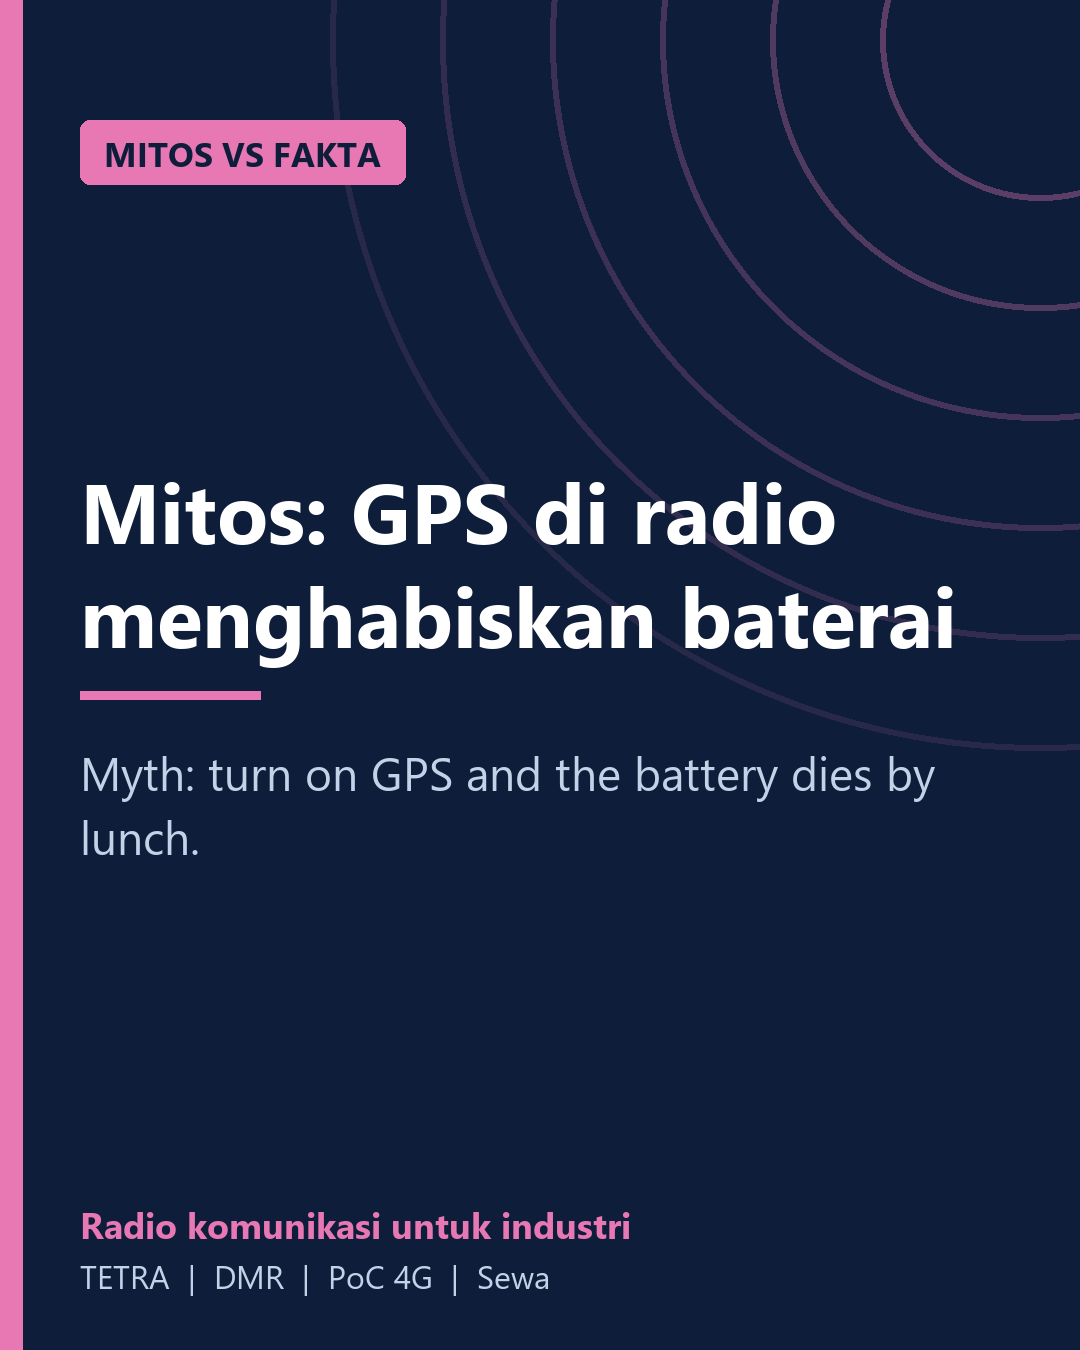 MITOS VS FAKTA
Mitos: GPS di radio
menghabiskan baterai
Myth: turn on GPS and the battery dies by
lunch.
Radio komunikasi untuk industri
TETRA | DMR | PoC 4G | Sewa